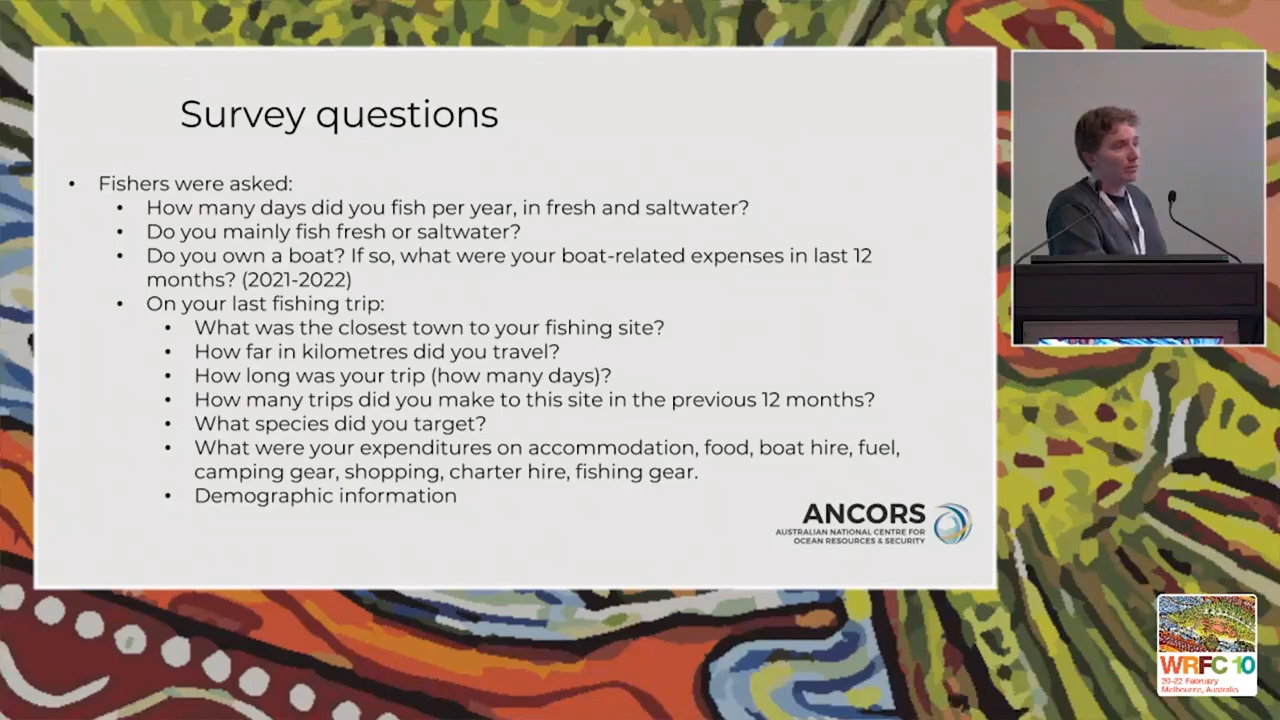 Survey questions
• Fishers were asked:
• How many days did you fish per year, in fresh and saltwater?
• Do you mainly fish fresh or saltwater?
• Do you own a boat? If so, what were your boat-related expenses in last 12
months? (2021-2022)
• On your last fishing trip:
• What was the closest town to your fishing site?
• How far in kilometres did you travel?
• How long was your trip (how many days)?
• How many trips did you make to this site in the previous 12 months?
• What species did you target?
• What were your expenditures on accommodation, food, boat hire, fuel,
camping gear, shopping, charter hire, fishing gear.
• Demographic information
ANCORS
AUSTRALIAN NATIONAL CENTRE FOR
OCEAN RESOURCES & SECURITY
WRFC 10
20-22 February
Melbourne, Australia